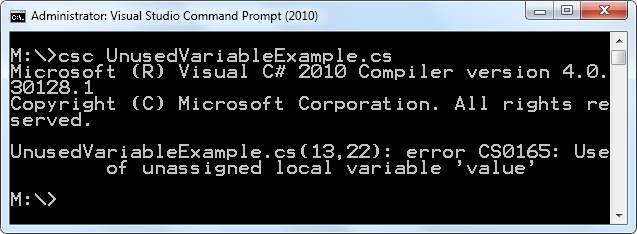 Administrator: Visual Studio Command Prompt (2010)
M:\>csc UnusedVariableExample.cs
Microsoft (R) Visual C# 2010 Compiler version 4.0.
30128.1
Copyright (C) Microsoft Corporation. All rights re
served.
UnusedVariableExample.cs(13,22): error CS0165: Use
of unassigned local variable 'value'
M:\>